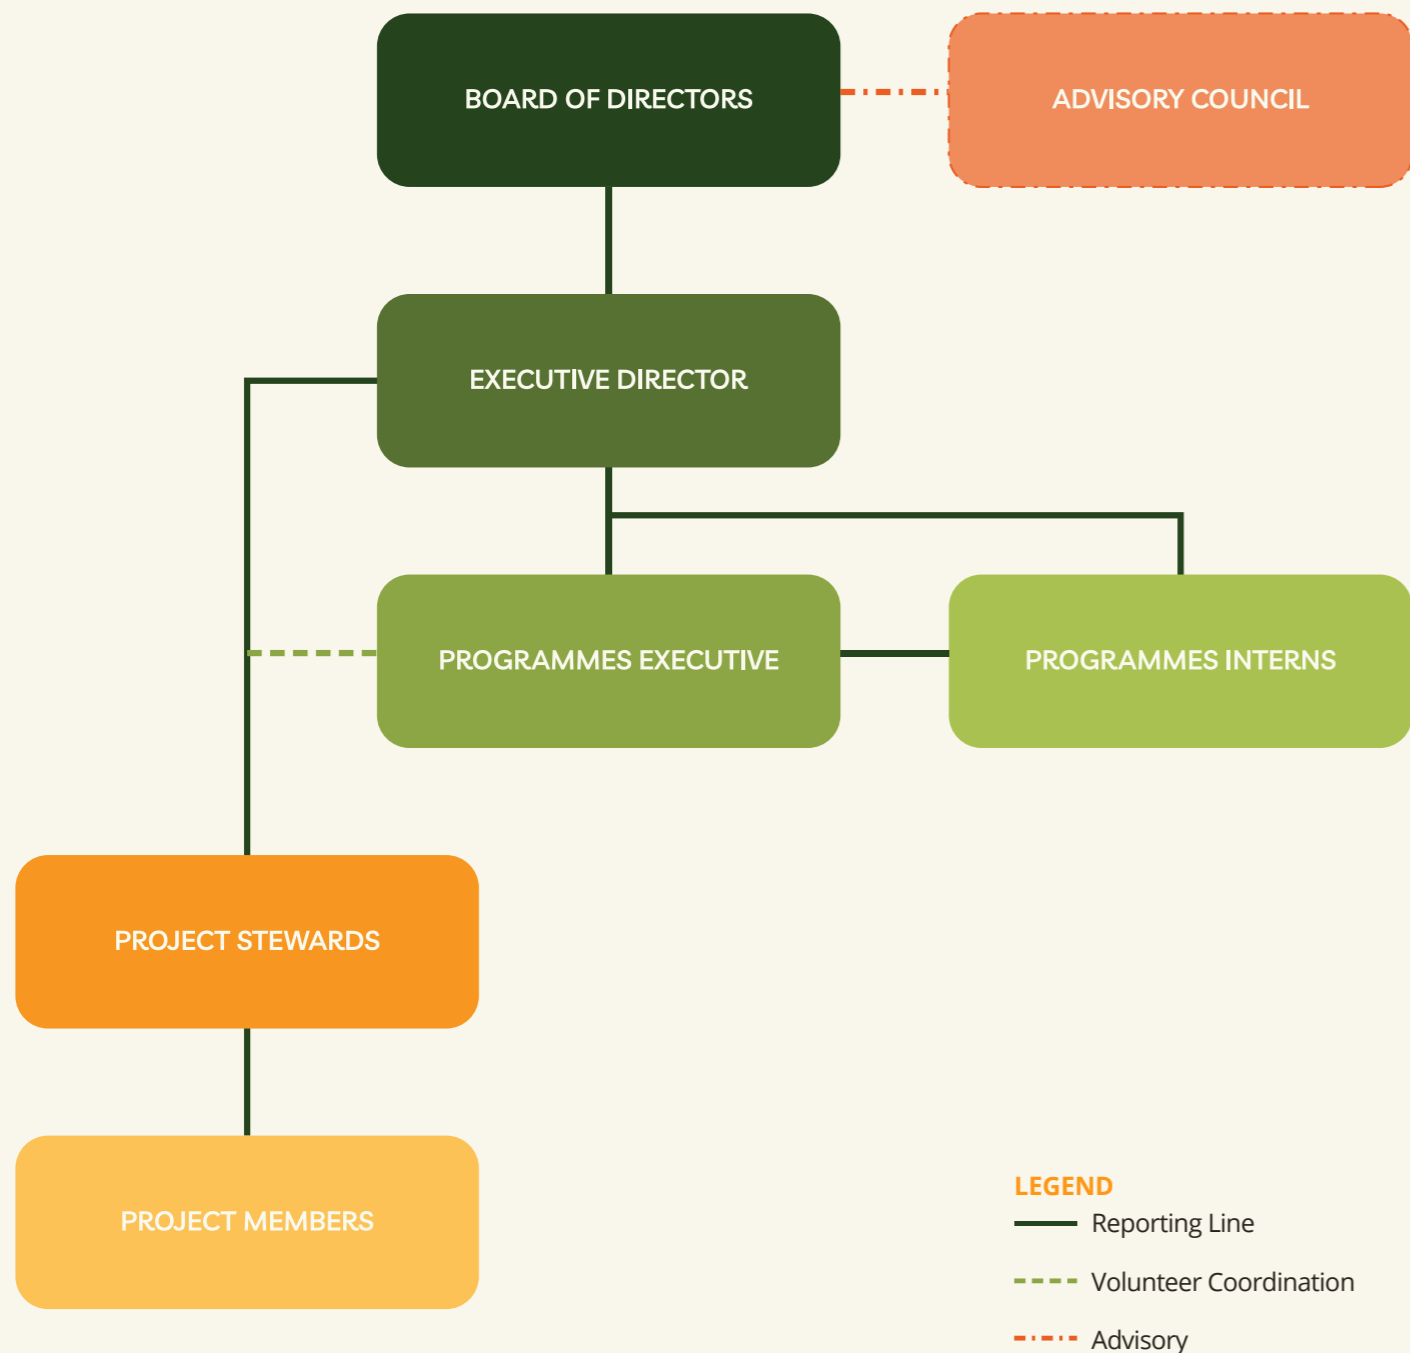 BOARD OF DIRECTORS
ADVISORY COUNCIL
EXECUTIVE DIRECTOR
PROGRAMMES EXECUTIVE
PROGRAMMES INTERNS
PROJECT STEWARDS
PROJECT MEMBERS
LEGEND
Reporting Line
Volunteer Coordination
Advisory